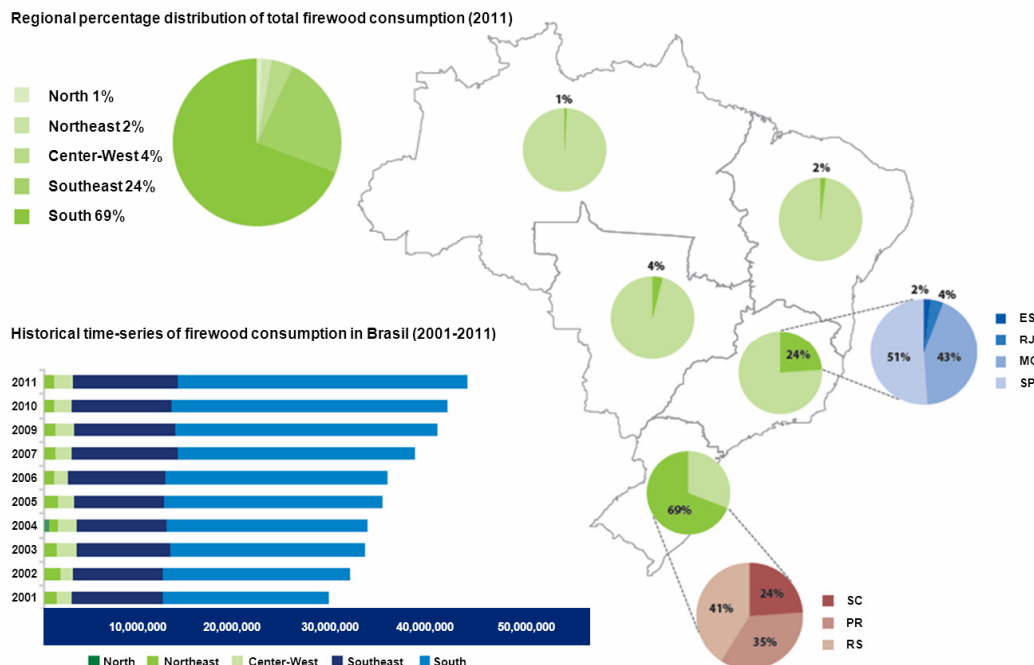 Regional percentage distribution of total firewood consumption (2011)
North 1%
Northeast 2%
Center-West 4%
Southeast 24%
South 69%
1%
2%
4%
24%
2%
4%
51%
43%
ES
RJ
SP
69%
24%
41%
35%
SC
PR
RS
Historical time-series of firewood consumption in Brasil (2001-2011)
2011
2010
2009
2007
2006
2005
2004
2003
2002
2001
10,000,000 20,000,000 30,000,000 40,000,000 50,000,000
North Northeast Center-West Southeast South